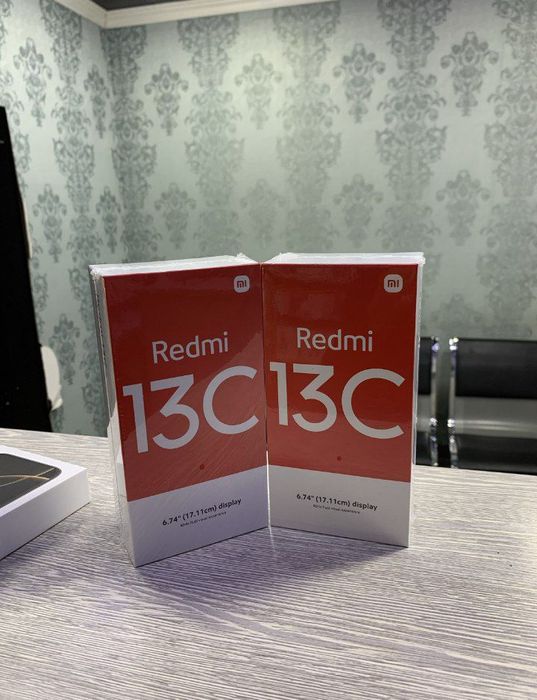 mi
Redmi
13C
6.74" (17.11cm) display
mi
Redmi
13C
6.74" (17.11cm) display